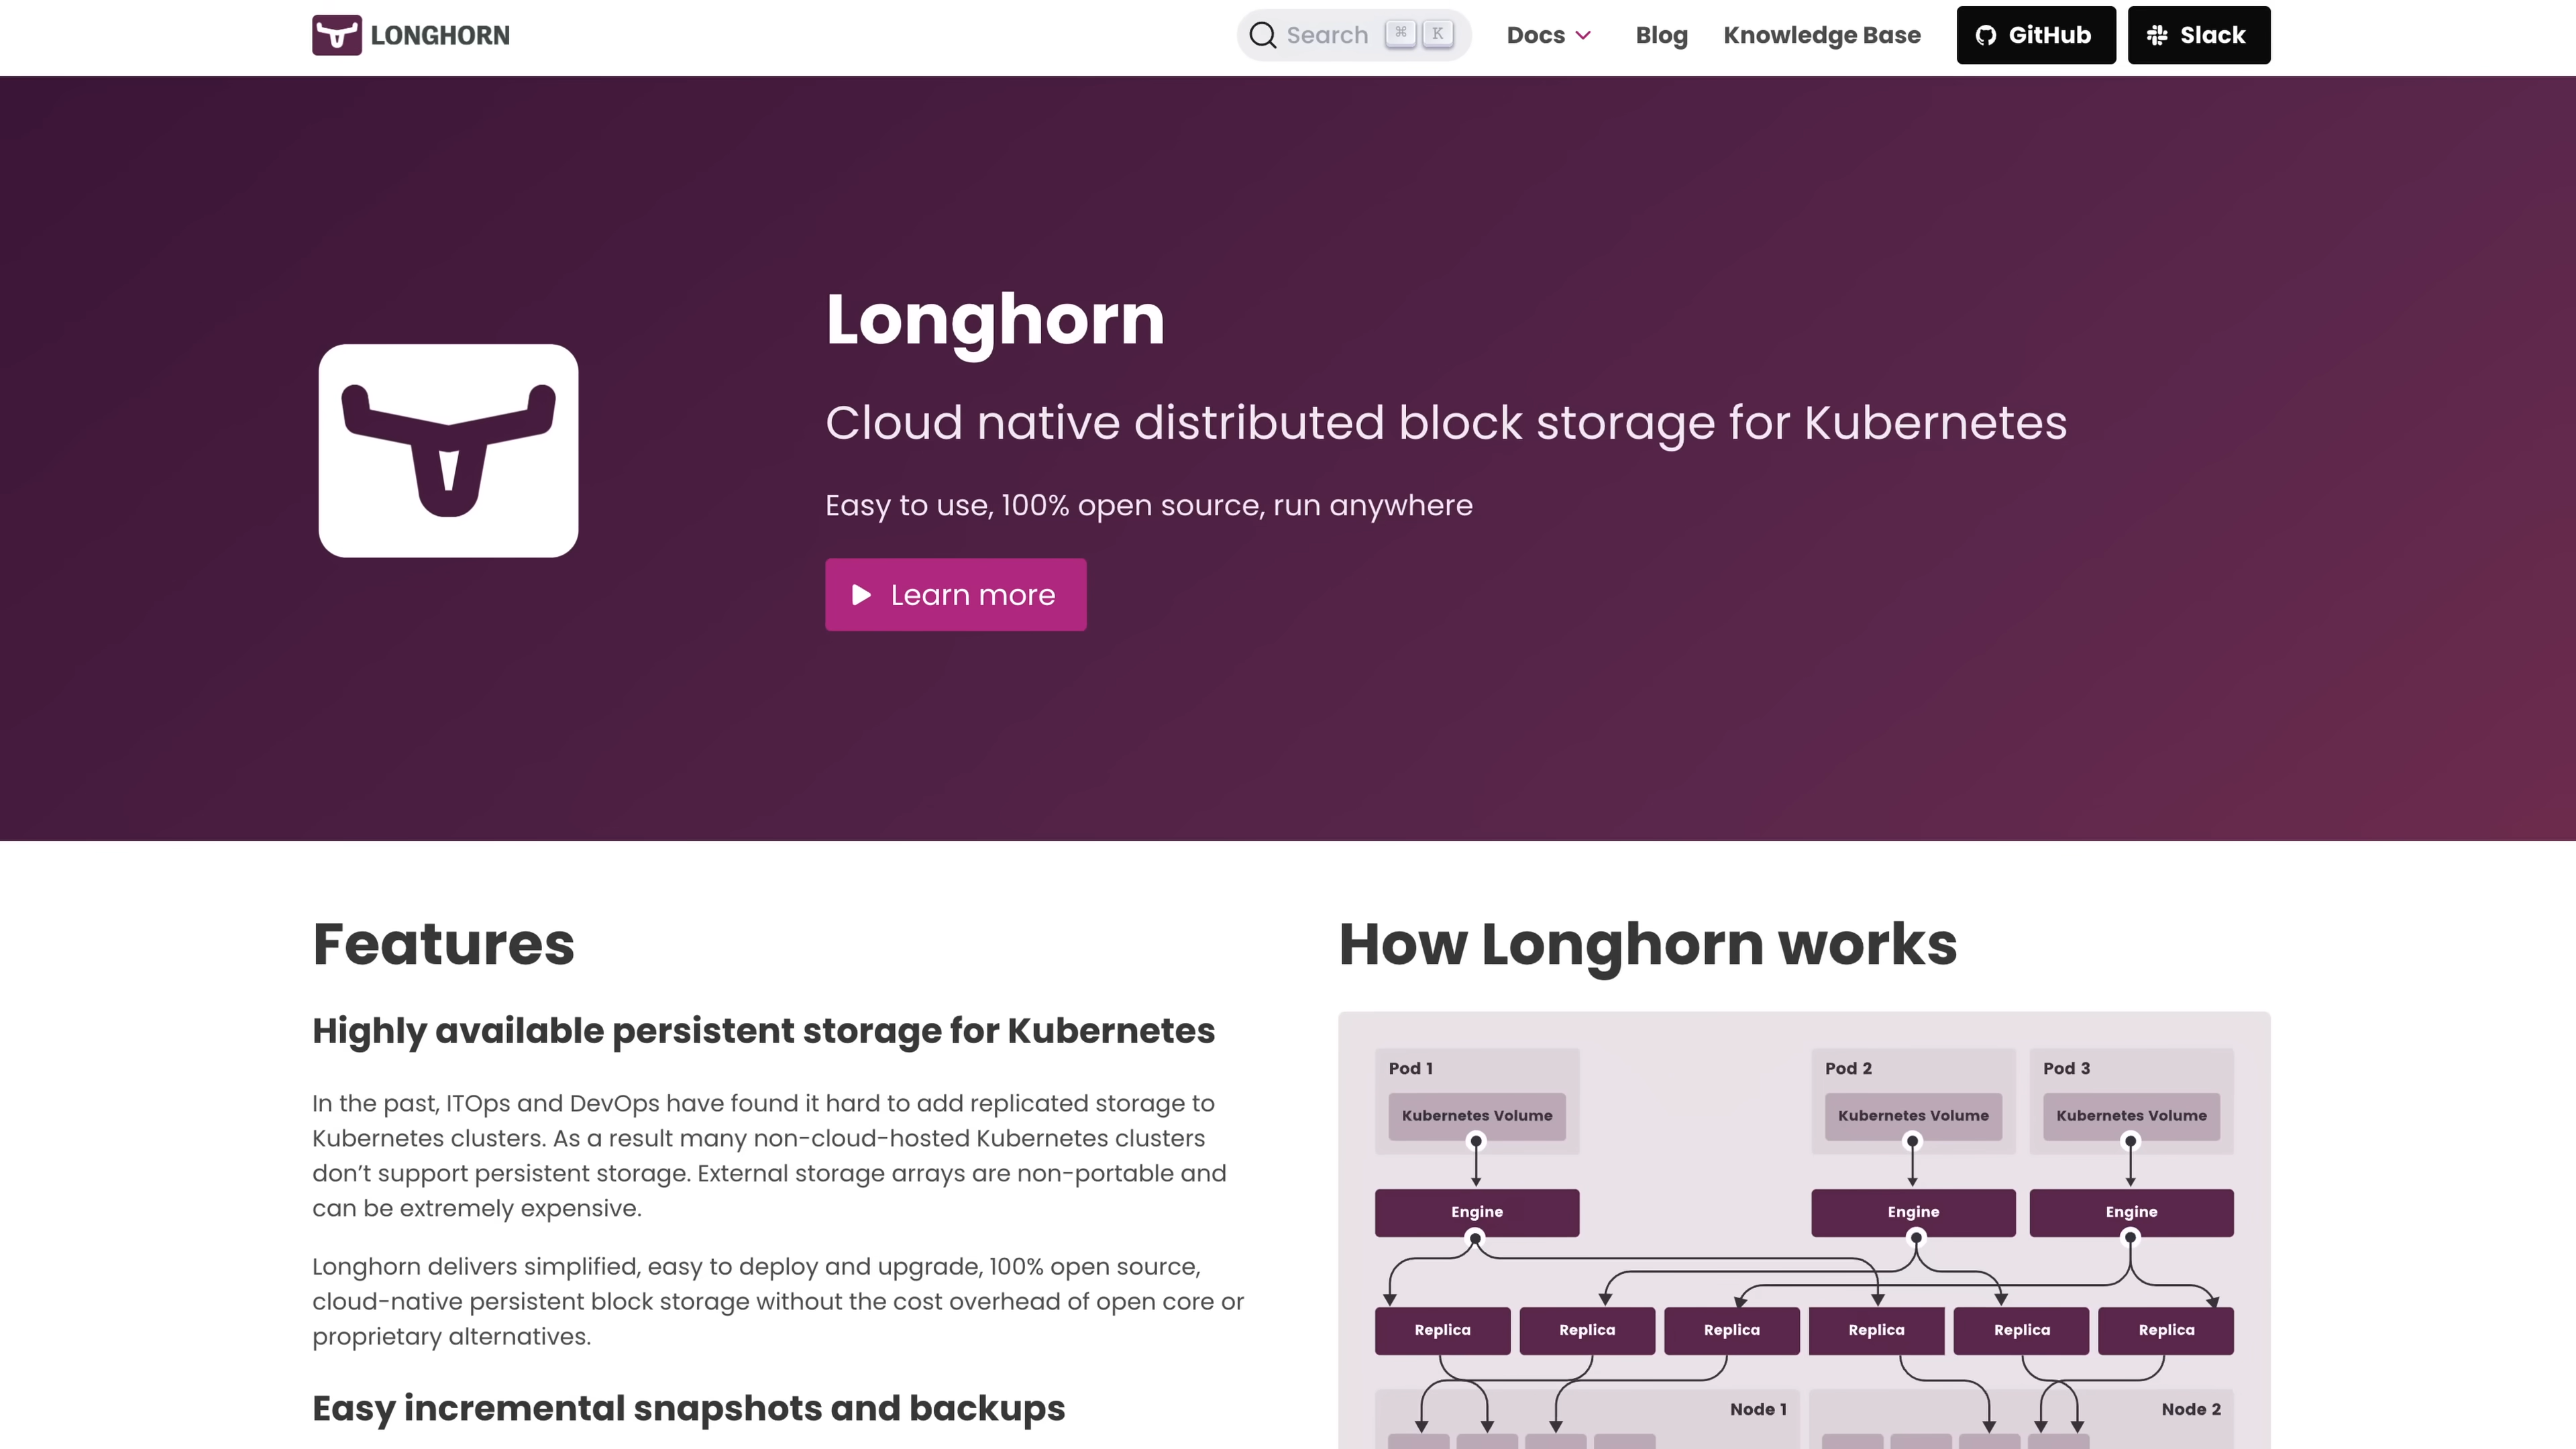 LONGHORN
Search ⌘ K
Docs
Blog
Knowledge Base
GitHub
Slack
Longhorn
Cloud native distributed block storage for Kubernetes
Easy to use, 100% open source, run anywhere
Learn more
Features
Highly available persistent storage for Kubernetes
In the past, ITOps and DevOps have found it hard to add replicated storage to
Kubernetes clusters. As a result many non-cloud-hosted Kubernetes clusters
don’t support persistent storage. External storage arrays are non-portable and
can be extremely expensive.
Longhorn delivers simplified, easy to deploy and upgrade, 100% open source,
cloud-native persistent block storage without the cost overhead of open core or
proprietary alternatives.
Easy incremental snapshots and backups
How Longhorn works
Pod 1
Kubernetes Volume
Pod 2
Kubernetes Volume
Pod 3
Kubernetes Volume
Engine
Engine
Engine
Replica
Replica
Replica
Replica
Replica
Replica
Node 1
Node 2